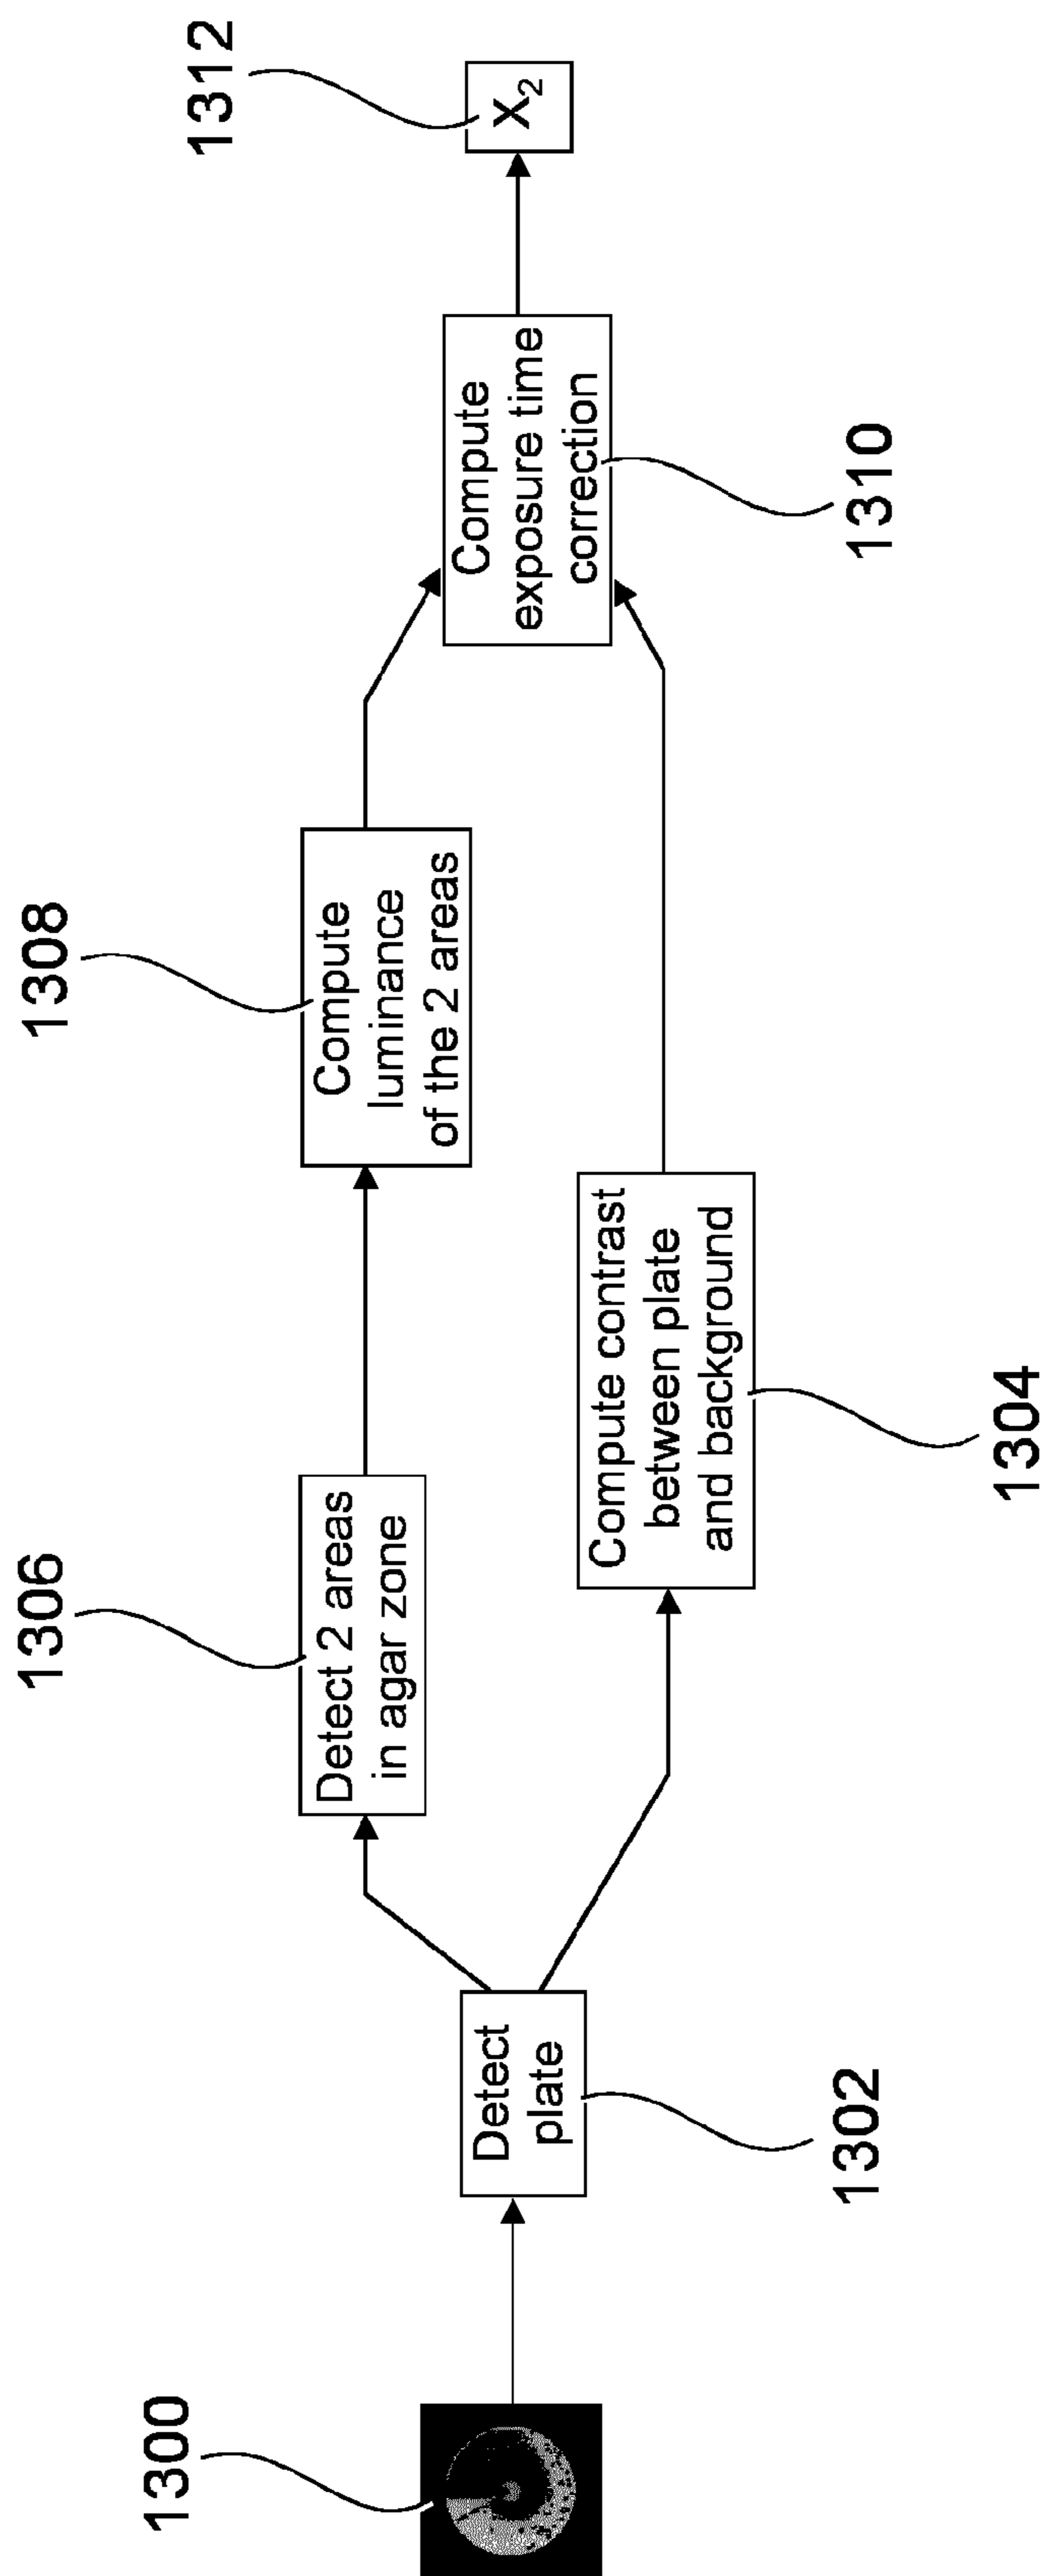 1300
Detect
plate
1302
1306
Detect 2 areas
in agar zone
Compute contrast
between plate
and background
1304
1308
Compute
luminance
of the 2 areas
Compute
exposure time
correction
1310
X₂
1312